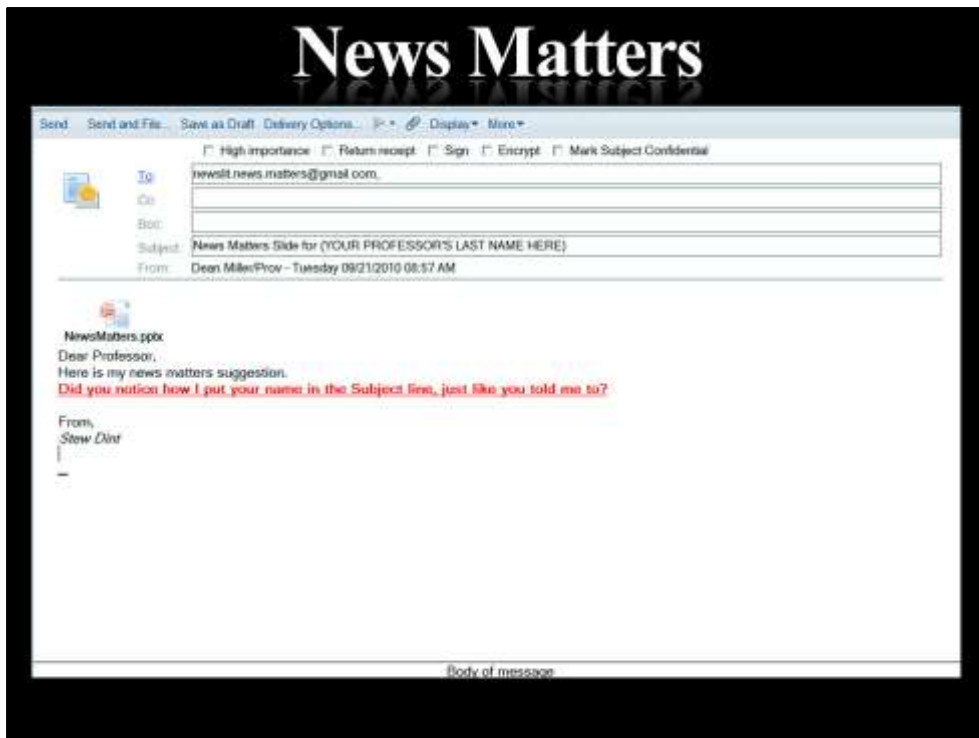 News Matters
Send Send and File... Save as Draft Delivery Options... Display More
High importance Return receipt Sign Encrypt Mark Subject Confidential
To: newslit.news.matters@gmail.com,
Cc:
Bcc:
Subject: News Matters Slide for (YOUR PROFESSOR'S LAST NAME HERE)
From: Dean Miller/Prov - Tuesday 09/21/2010 08:57 AM
NewsMatters.pptx
Dear Professor,
Here is my news matters suggestion.
Did you notice how I put your name in the Subject line, just like you told me to?
From,
Stew Dint
Body of message